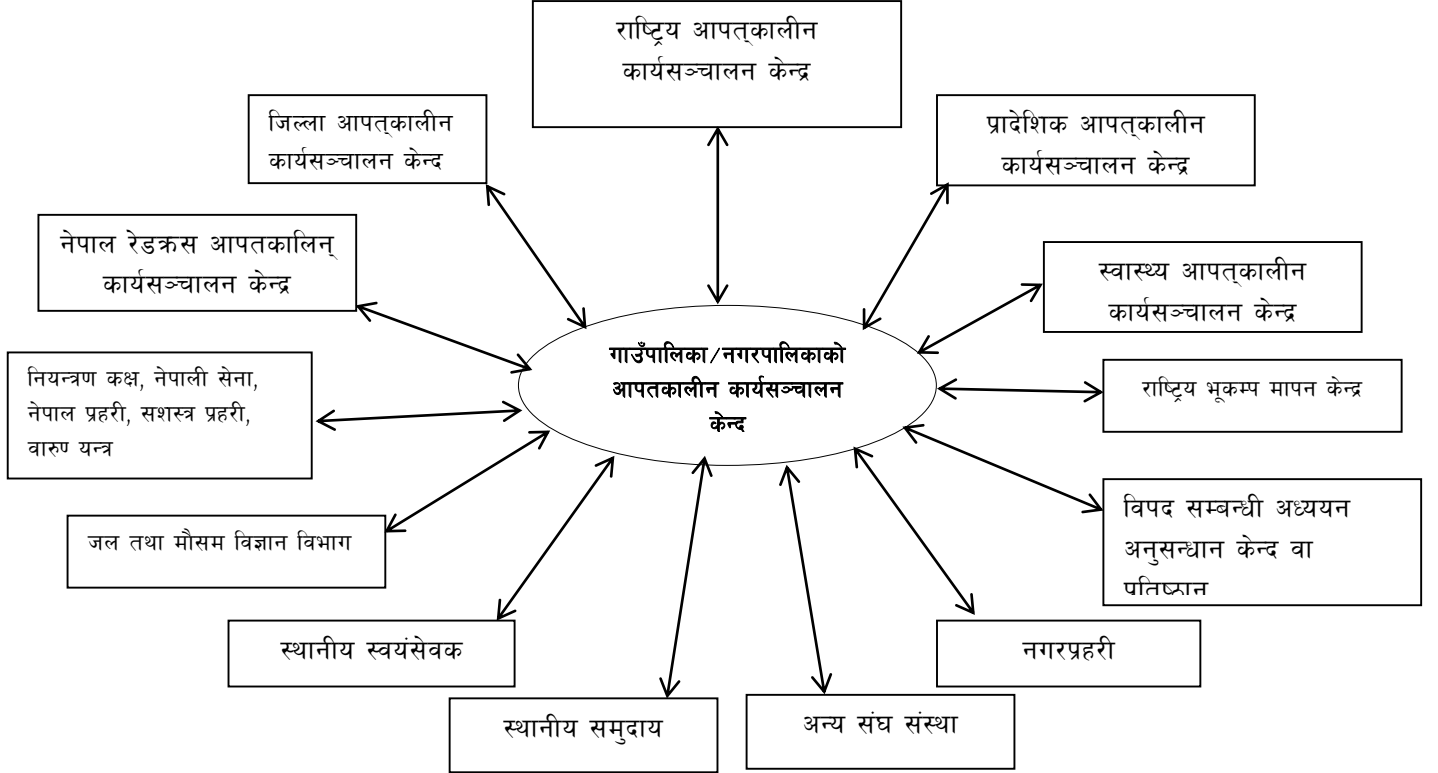 राष्ट्रिय आपत्कालीन
कार्यसञ्चालन केन्द्र
जिल्ला आपत्कालीन
कार्यसञ्चालन केन्द
प्रादेशिक आपत्कालीन
कार्यसञ्चालन केन्द्र
नेपाल रेडक्रस आपतकालिन्
कार्यसञ्चालन केन्द्र
स्वास्थ्य आपत्कालीन
कार्यसञ्चालन केन्द्र
गाउँपालिका/नगरपालिकाको
आपतकालीन कार्यसञ्चालन
केन्द
नियन्त्रण कक्ष, नेपाली सेना,
नेपाल प्रहरी, सशस्त्र प्रहरी,
वारुण यन्त्र
राष्ट्रिय भूकम्प मापन केन्द्र
जल तथा मौसम विज्ञान विभाग
विपद सम्बन्धी अध्ययन
अनुसन्धान केन्द वा
स्थानीय स्वयंसेवक
नगरप्रहरी
स्थानीय समुदाय
अन्य संघ संस्था